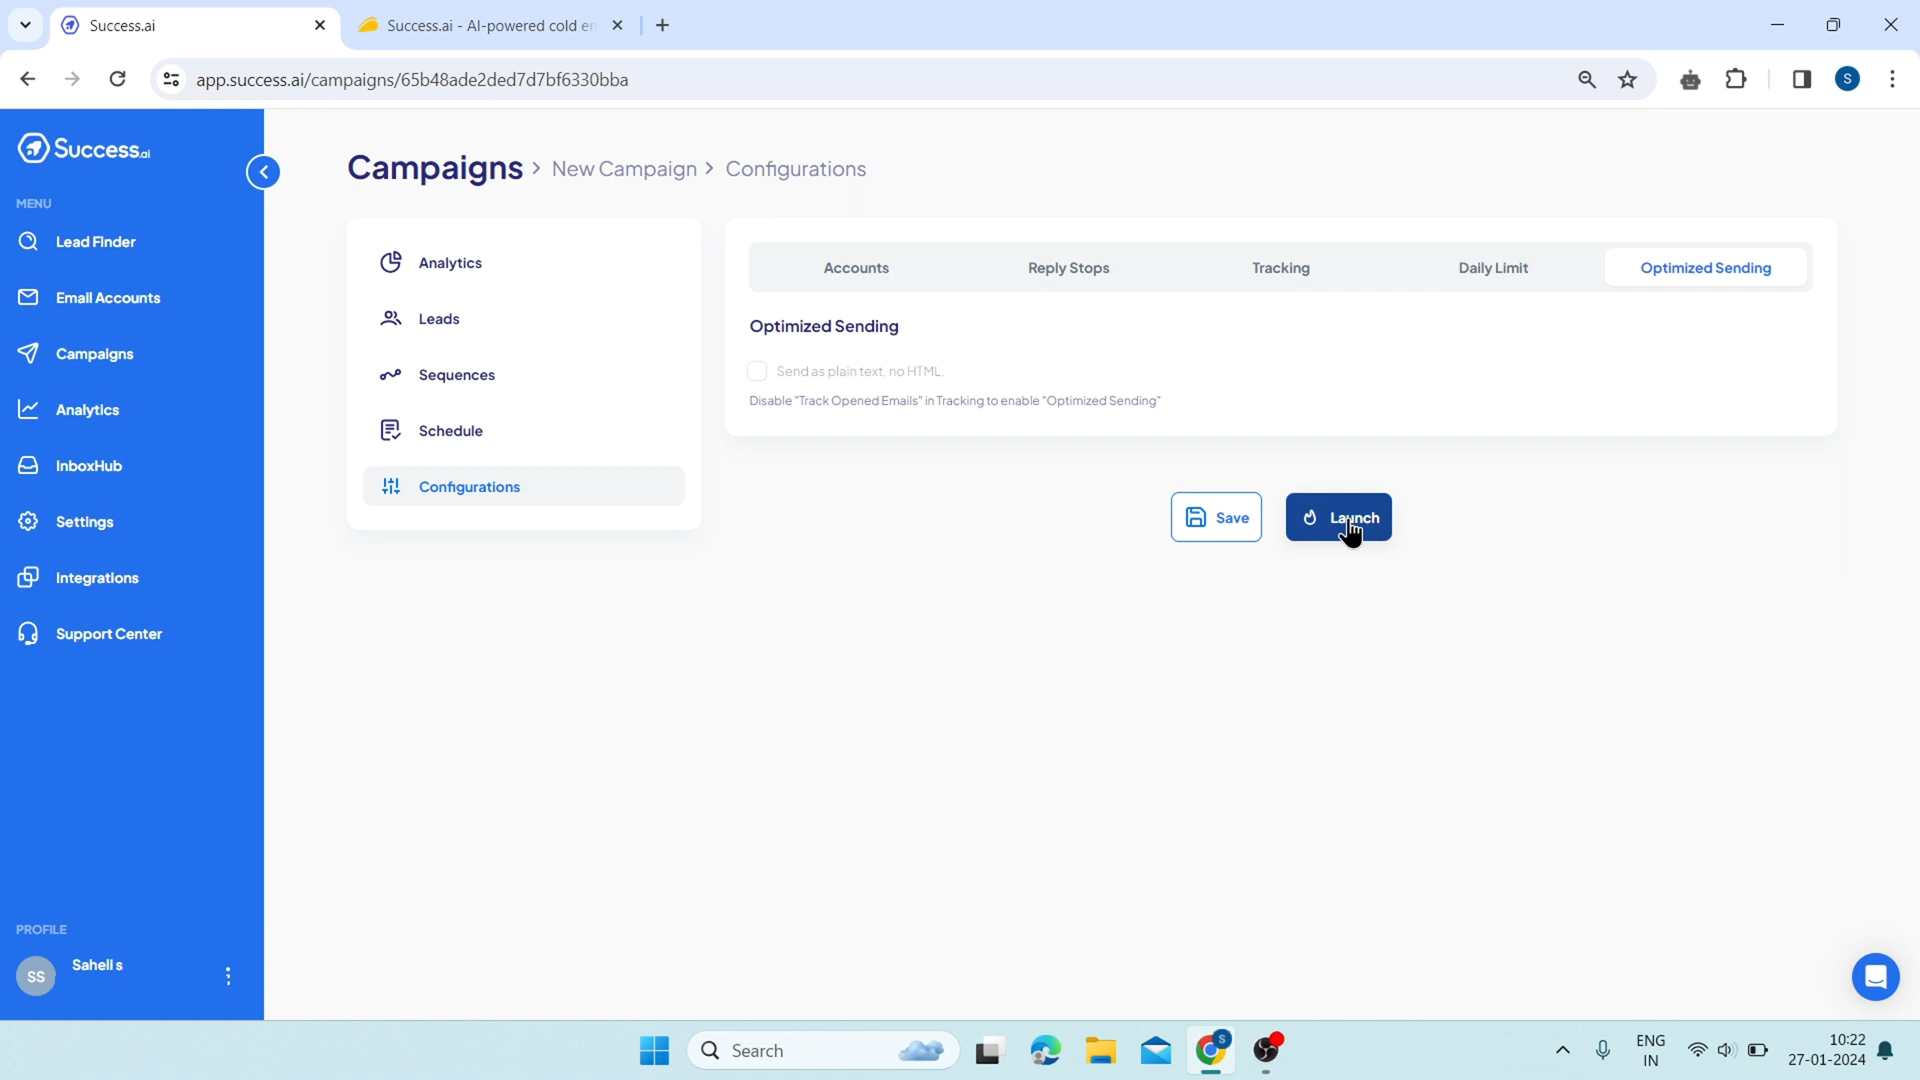 Success.ai
Success.ai - AI-powered cold en
app.success.ai/campaigns/65b48ade2ded7d7bf6330bba
S
Success.ai
MENU
Lead Finder
Email Accounts
Campaigns
Analytics
InboxHub
Settings
Integrations
Support Center
PROFILE
SS
Sahell s
Campaigns > New Campaign > Configurations
Analytics
Leads
Sequences
Schedule
Configurations
Accounts
Reply Stops
Tracking
Daily Limit
Optimized Sending
Optimized Sending
Send as plain text, no HTML.
Disable "Track Opened Emails" in Tracking to enable "Optimized Sending"
Save
Launch
Search
S
ENG
IN
10:22
27-01-2024